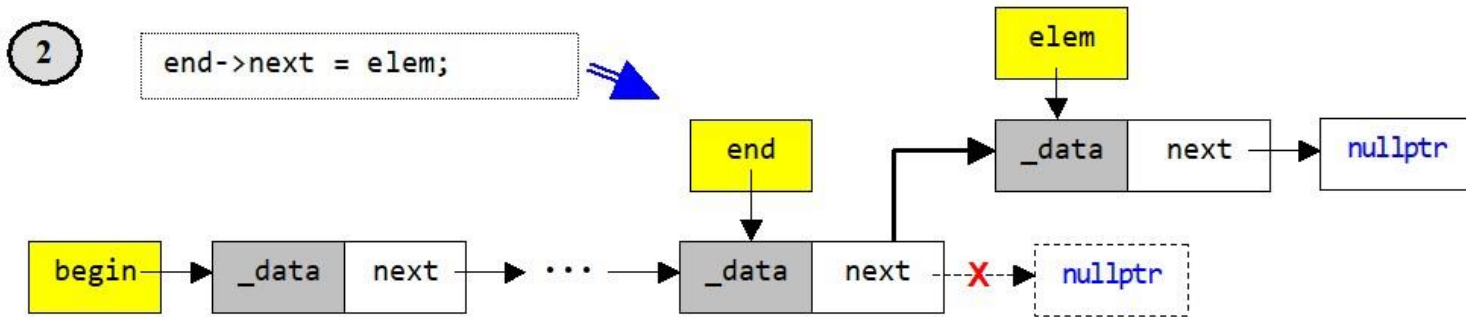 2
end->next = elem;
elem
end
_data next nullptr
begin _data next ... _data next X nullptr